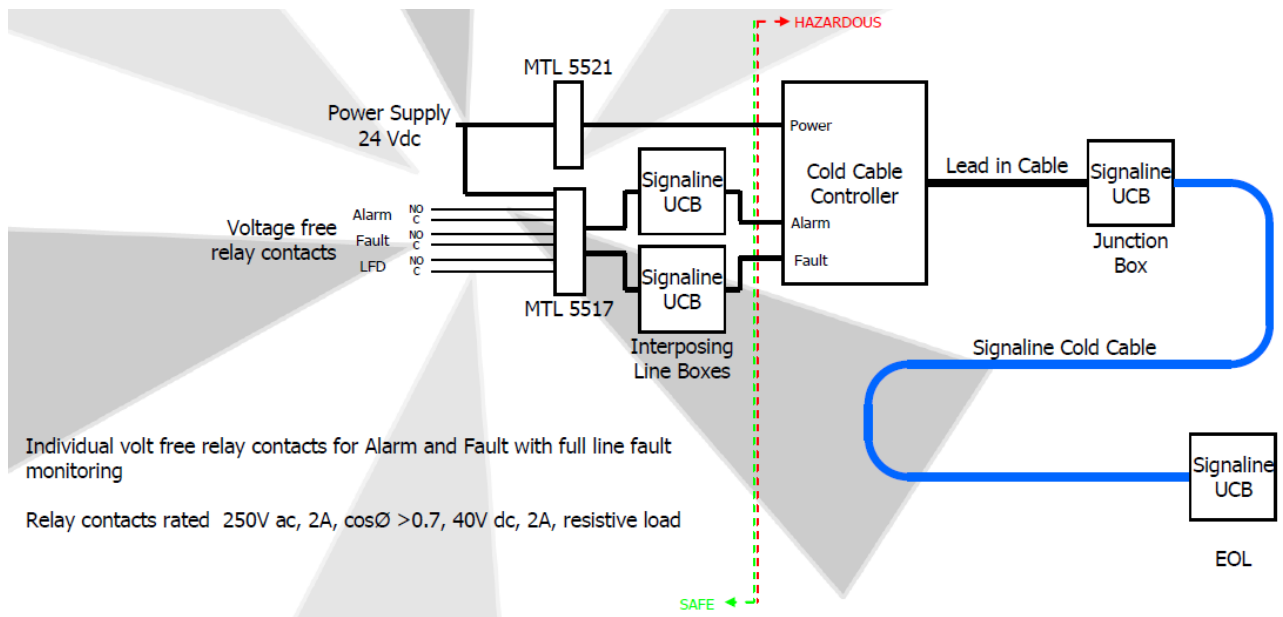 HAZARDOUS
MTL 5521
Power Supply
24 Vdc
Power
Signaline
UCB
Cold Cable
Controller
Lead in Cable
Signaline
UCB
Junction
Box
Voltage free
relay contacts
Alarm
NO
C
Fault
NO
C
LFD
NO
C
MTL 5517
Alarm
Fault
Signaline
UCB
Interposing
Line Boxes
Signaline Cold Cable
Signaline
UCB
EOL
Individual volt free relay contacts for Alarm and Fault with full line fault
monitoring
Relay contacts rated 250V ac, 2A, cosØ >0.7, 40V dc, 2A, resistive load
SAFE